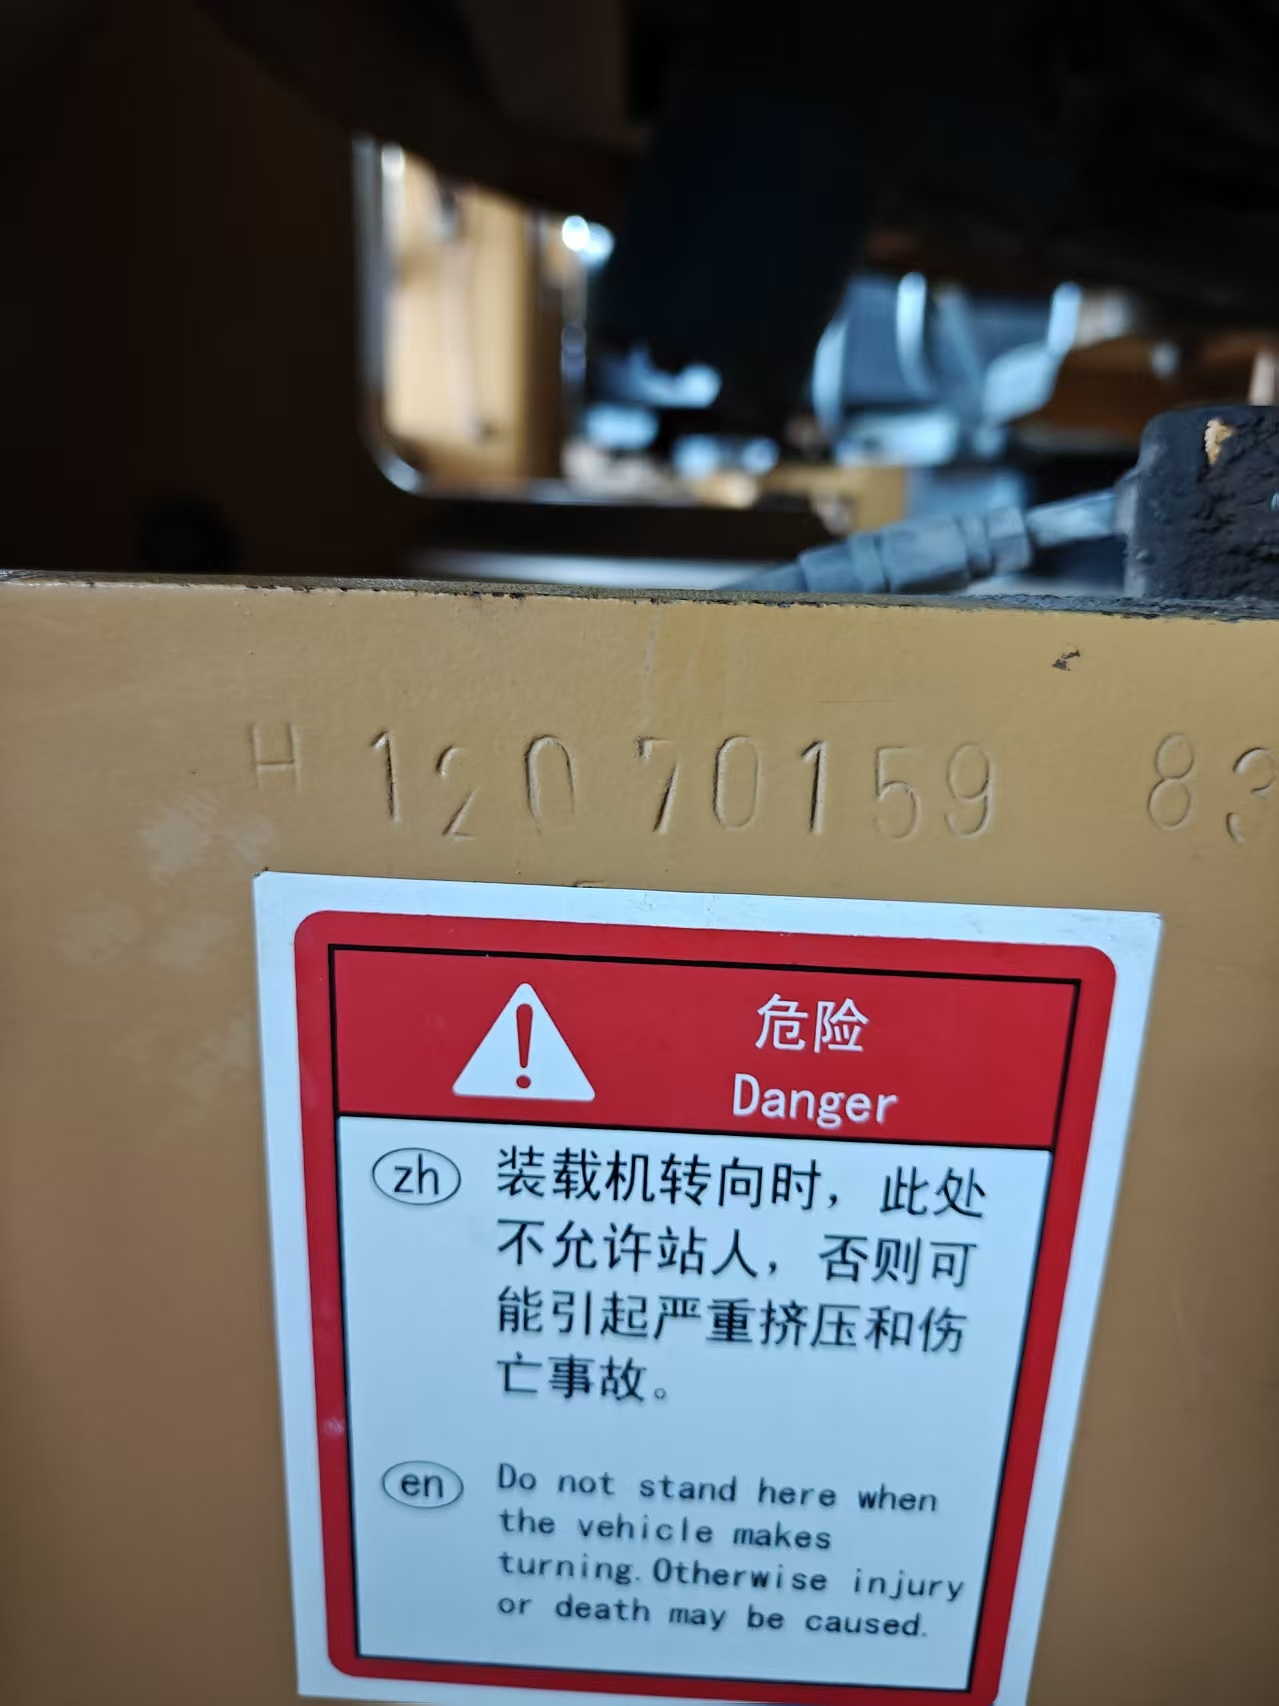 H 12070159 83
危险
Danger
zh 装载机转向时，此处
不允许站人，否则可
能引起严重挤压和伤
亡事故。
en Do not stand here when
the vehicle makes
turning.Otherwise injury
or death may be caused.